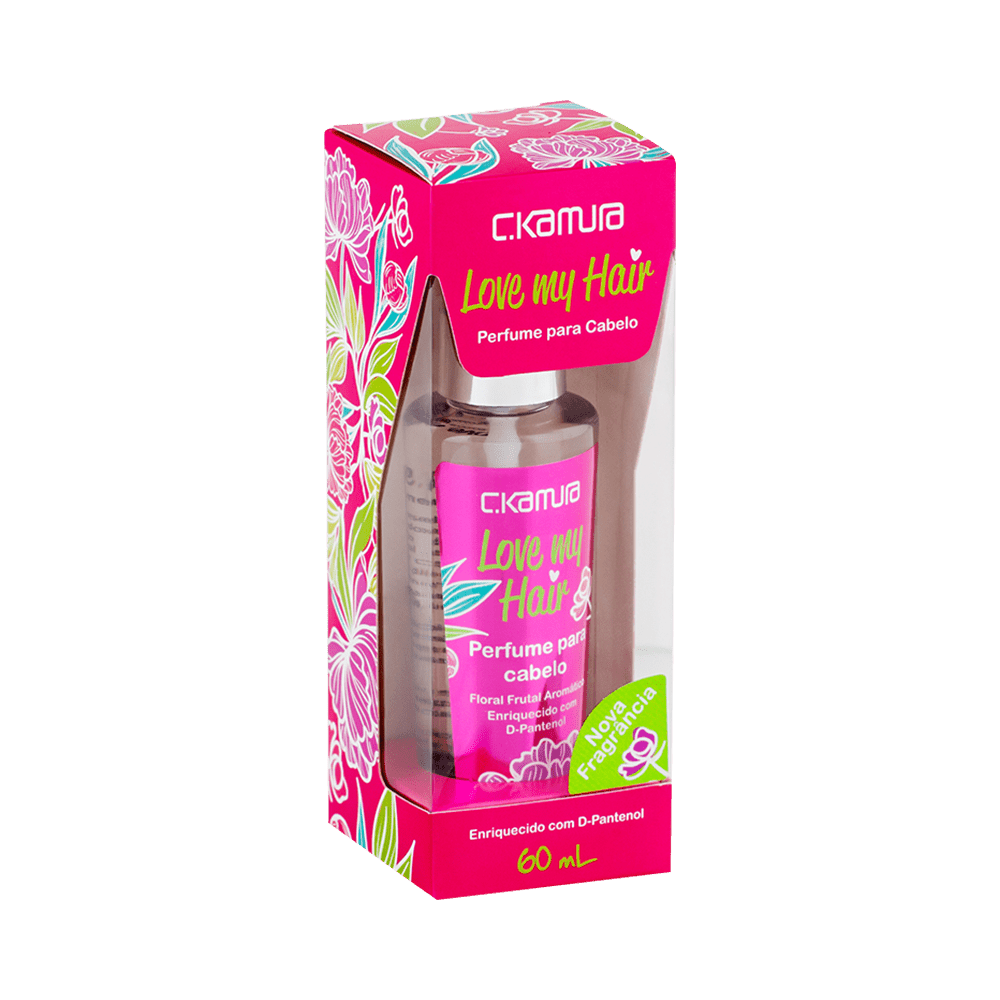 C.Kamura
Love my Hair
Perfume para Cabelo
C.Kamura
Love my
Hair
Perfume para
cabelo
Floral Frutal Aromático
Enriquecido com
D-Pantenol
Nova
Fragrância
Enriquecido com D-Pantenol
60 mL